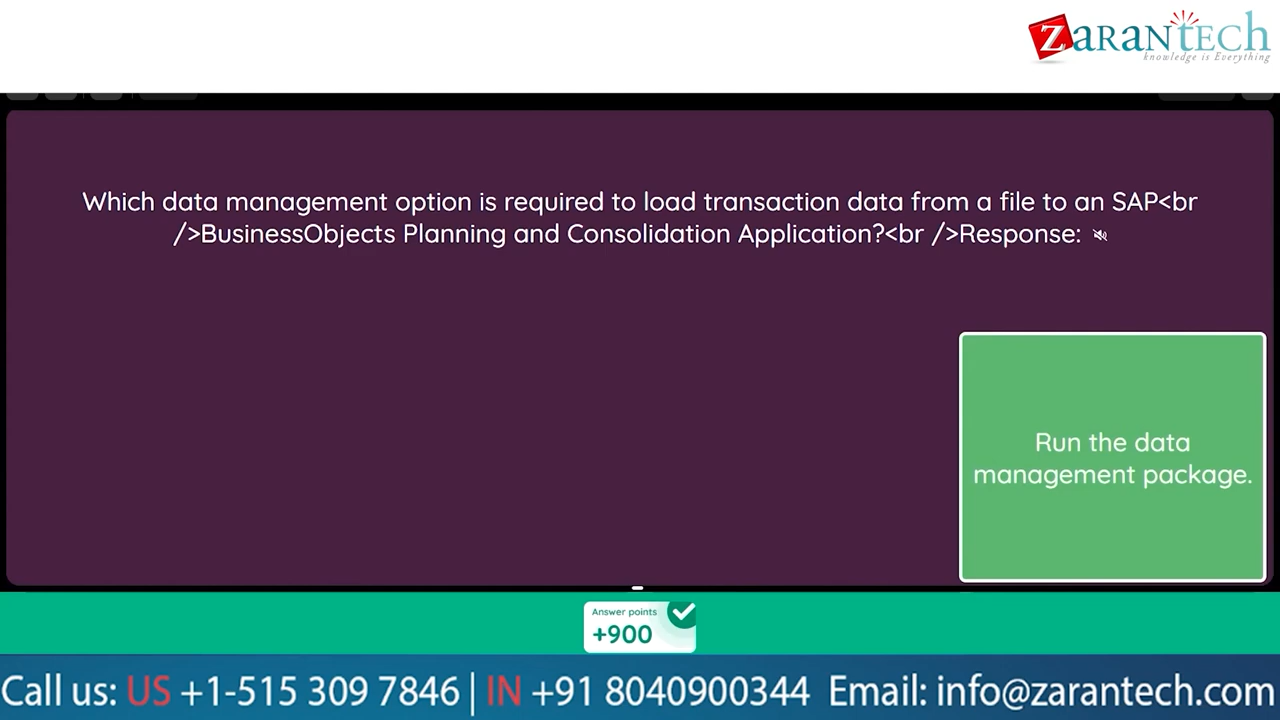 ZARANTECH
knowledge is Everything
Which data management option is required to load transaction data from a file to an SAP<br
/>BusinessObjects Planning and Consolidation Application?<br />Response:
Run the data
management package.
Answer points
+900
Call us: US +1-515 309 7846 | IN +91 8040900344 Email: info@zarantech.com